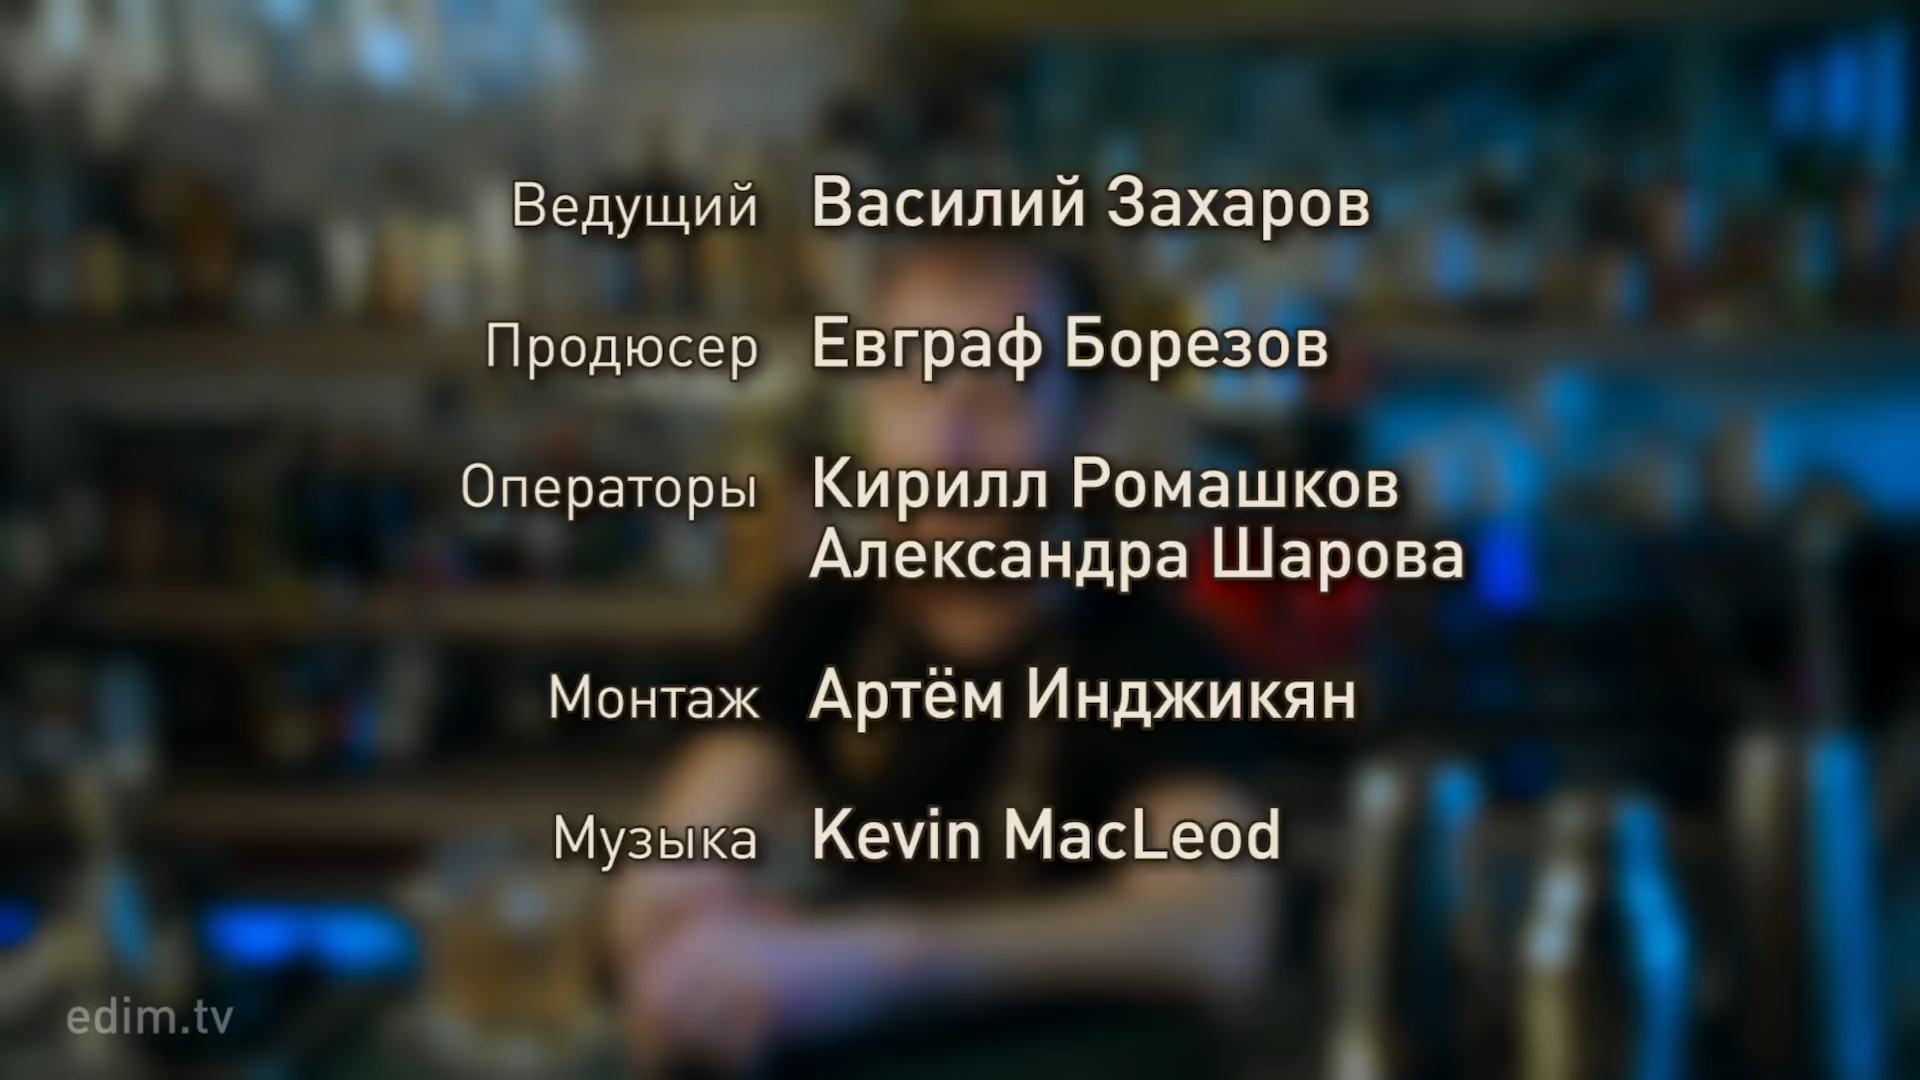 Ведущий Василий Захаров
Продюсер Евграф Борезов
Операторы Кирилл Ромашков
Александра Шарова
Монтаж Артём Инджикян
Музыка Kevin MacLeod
edim.tv